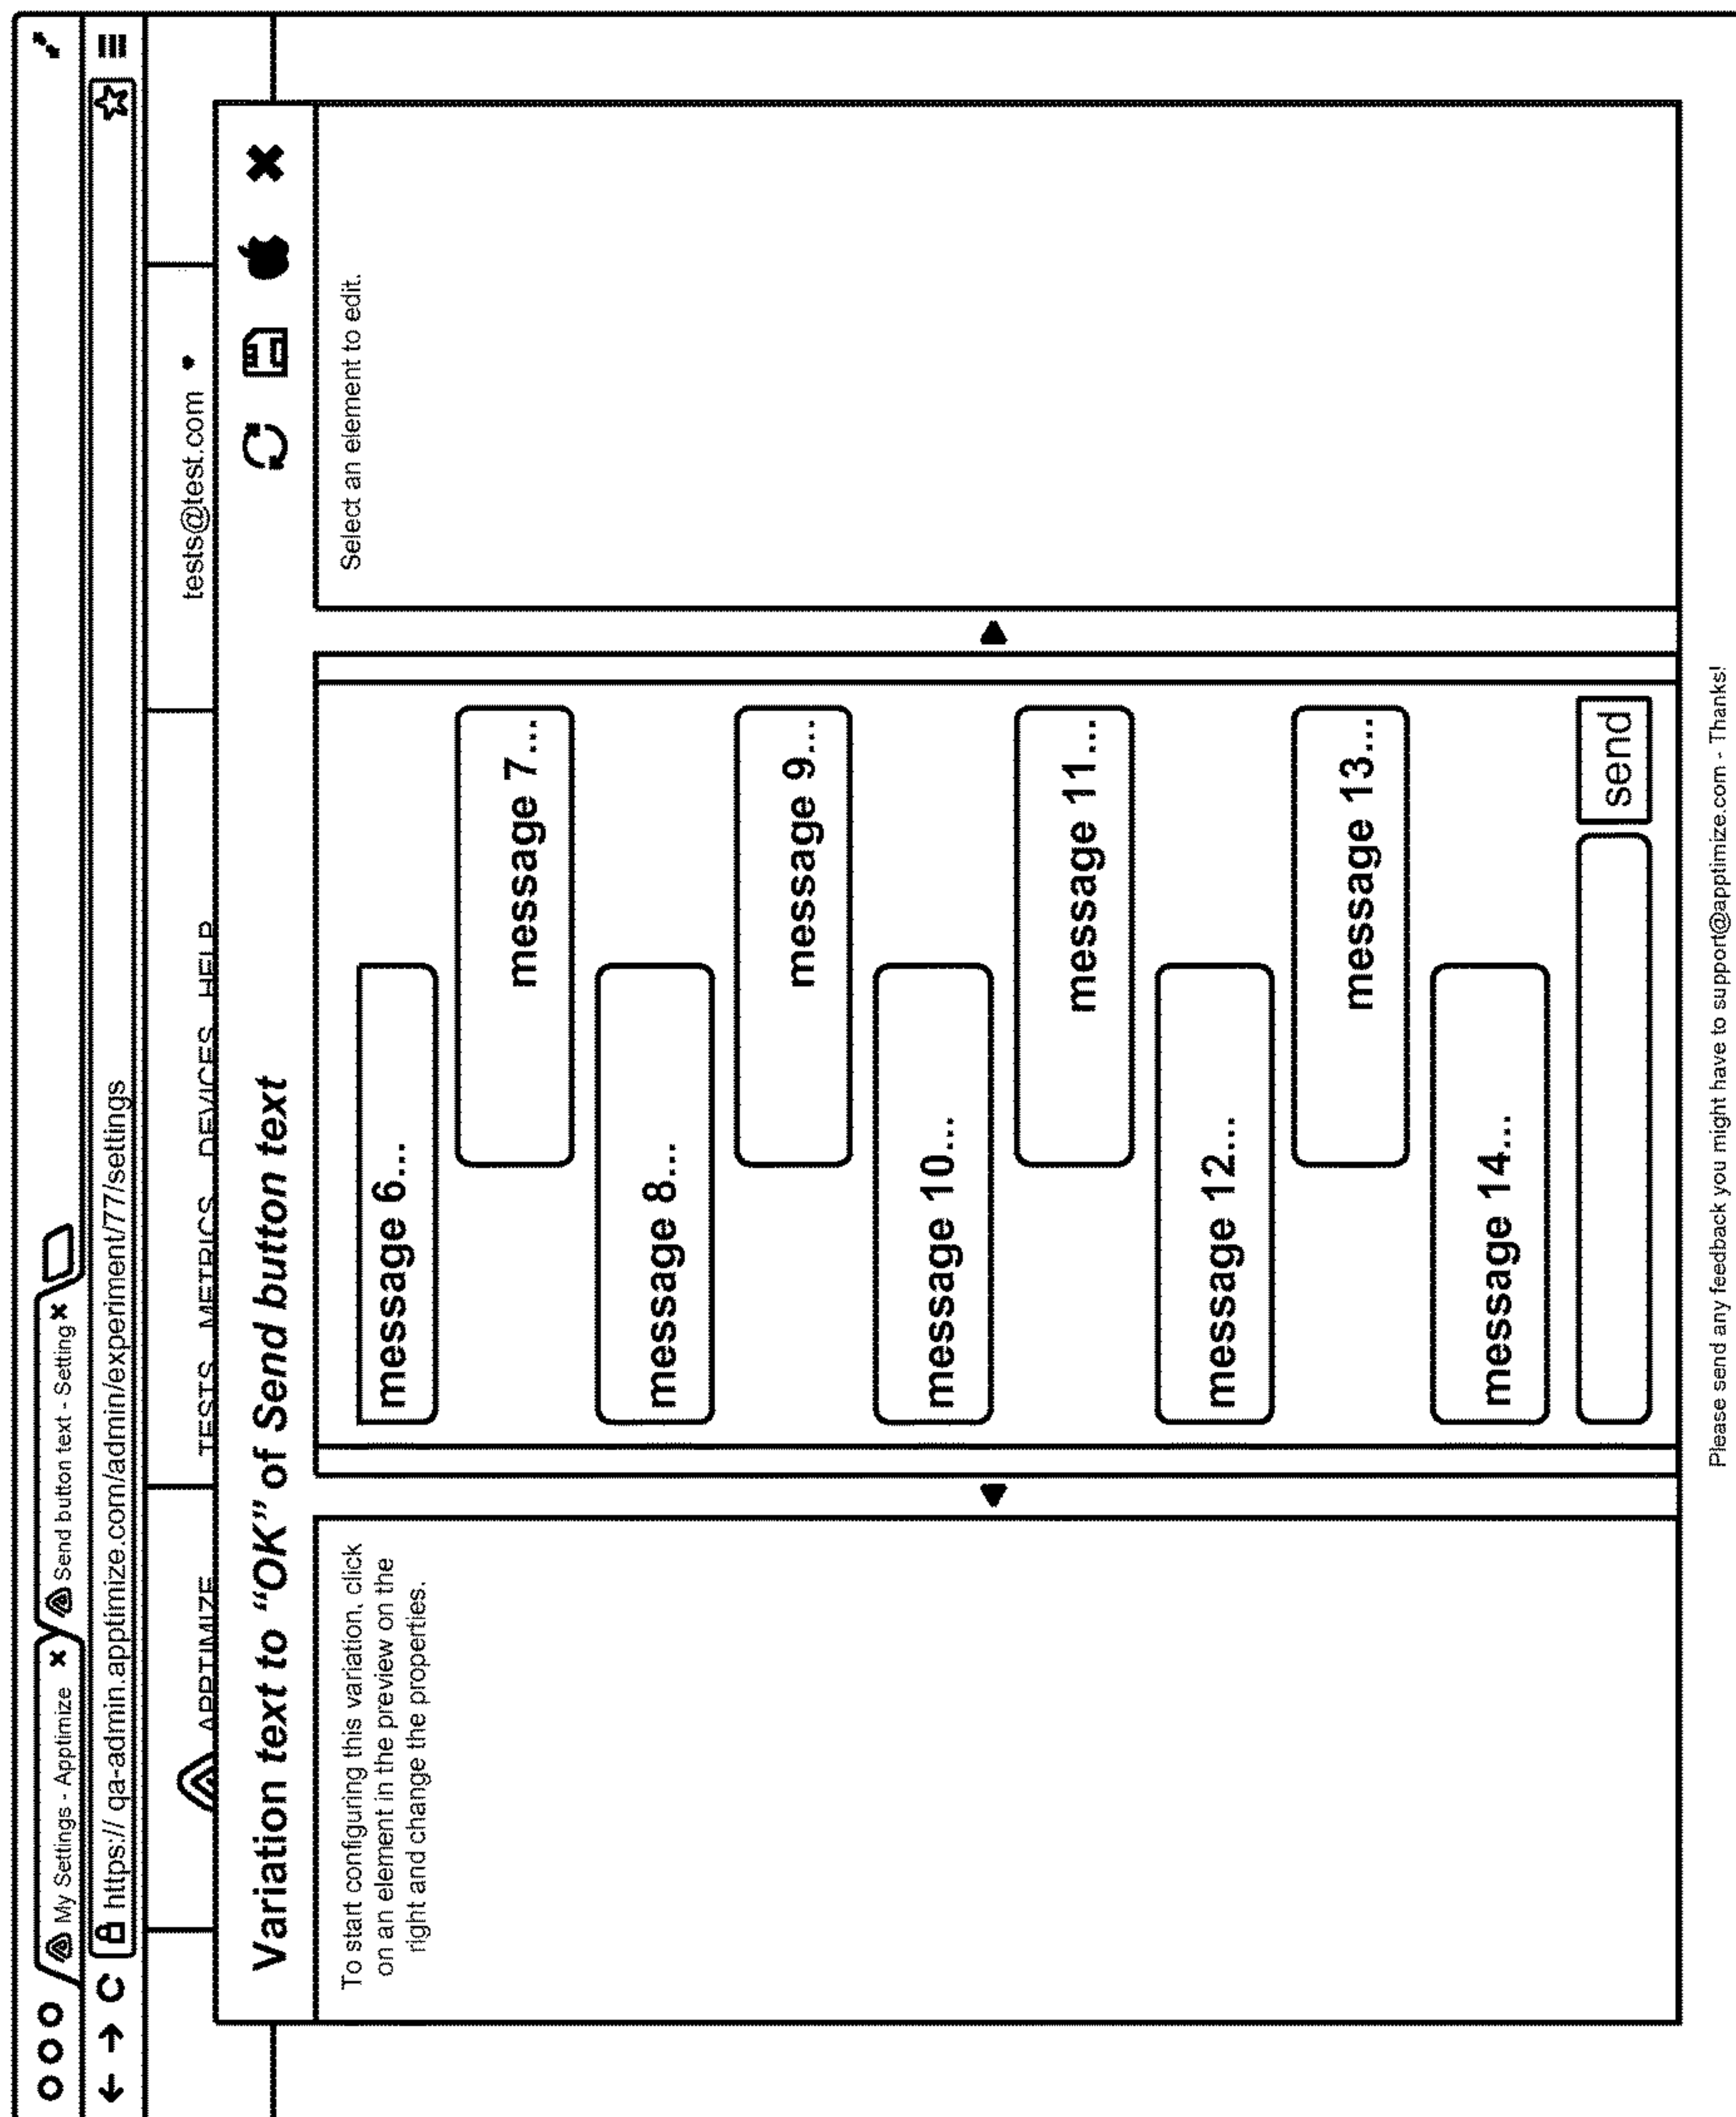 My Settings - Apptimize
Send button text - Setting
https:// qa-admin.apptimize.com/admin/experiment/77/settings
APPTIMIZE
TESTS METRICS DEVICES HELP
tests@test.com
Variation text to “OK” of Send button text
To start configuring this variation, click
on an element in the preview on the
right and change the properties.
message 6...
message 7...
message 8...
message 9...
message 10...
message 11...
message 12...
message 13...
message 14...
send
Select an element to edit.
Please send any feedback you might have to support@apptimize.com - Thanks!